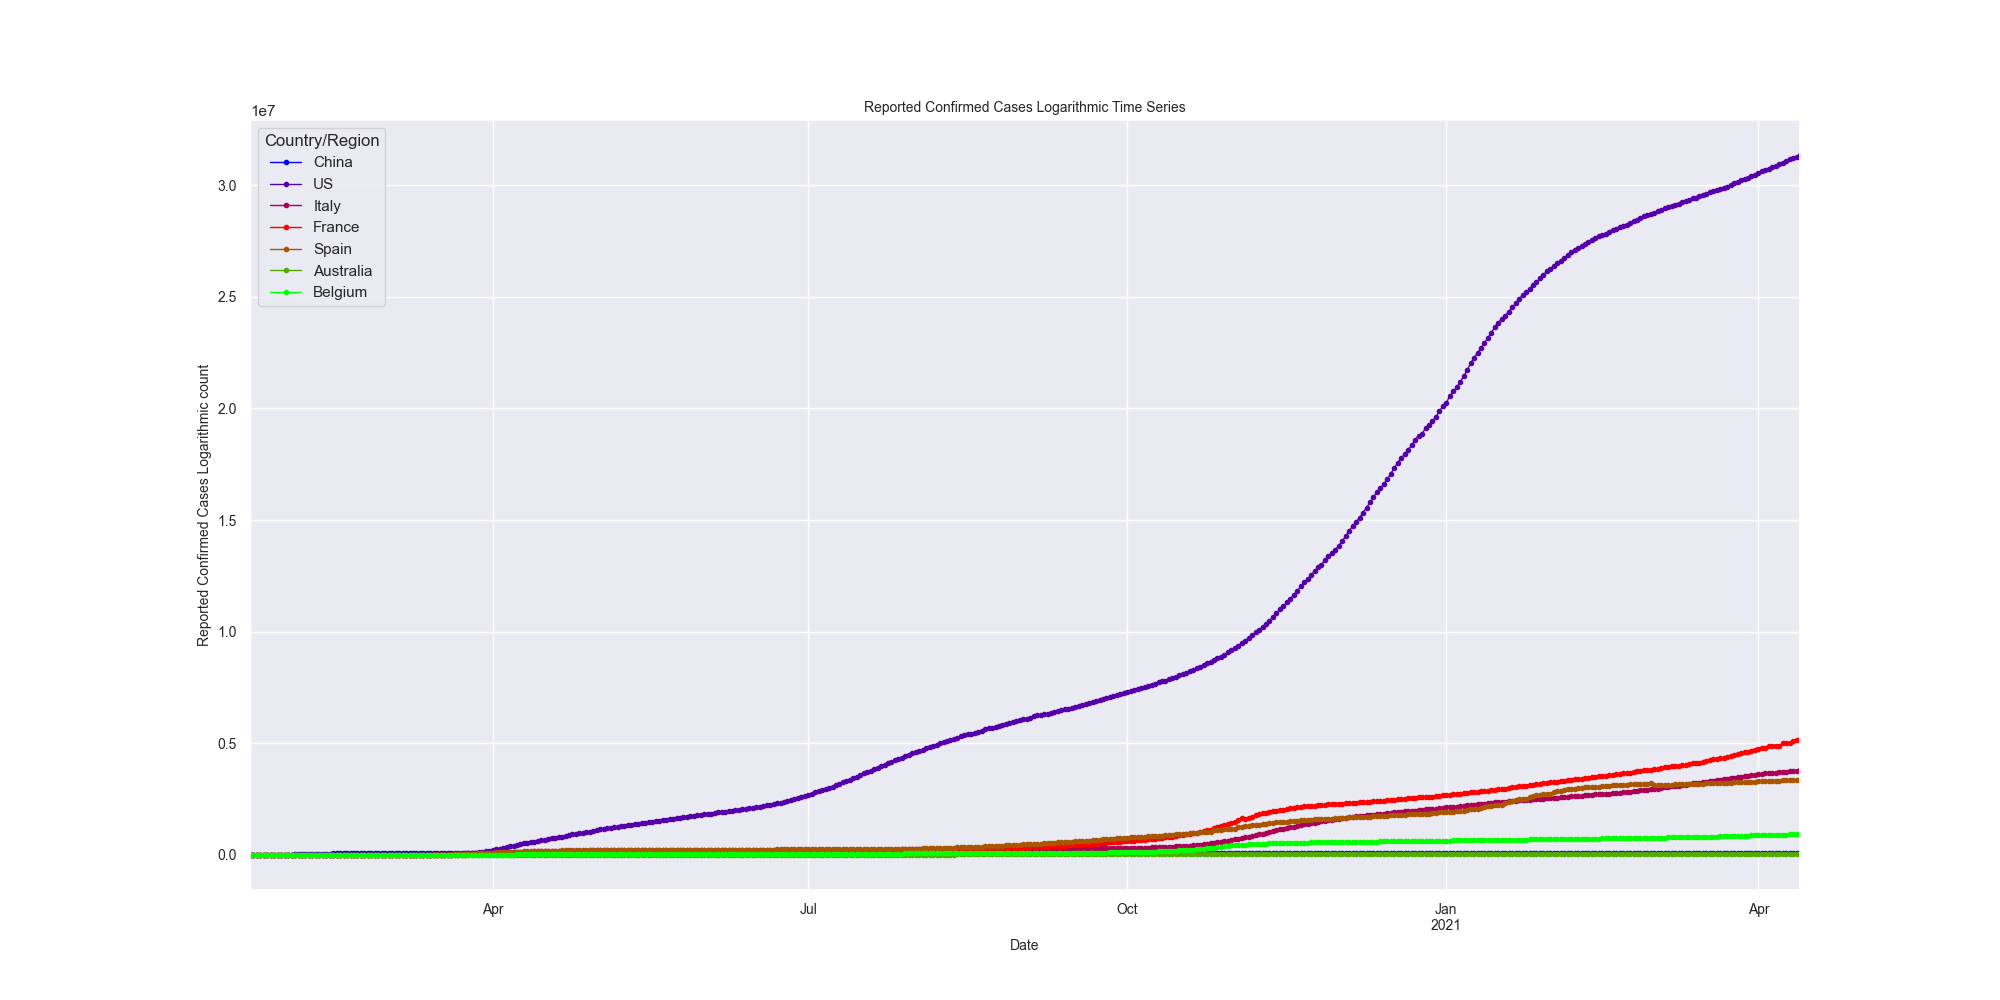 Reported Confirmed Cases Logarithmic Time Series
1e7
Country/Region
China
US
Italy
France
Spain
Australia
Belgium
3.0
2.5
2.0
1.5
1.0
0.5
0.0
Reported Confirmed Cases Logarithmic count
Apr
Jul
Oct
Jan
2021
Apr
Date